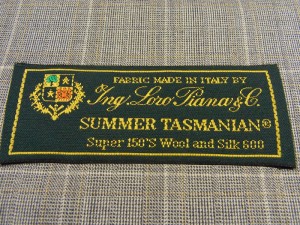 FABRIC MADE IN ITALY BY
Ing. Loro Piana & C.
SUMMER TASMANIAN®
Super 150'S Wool and Silk 600